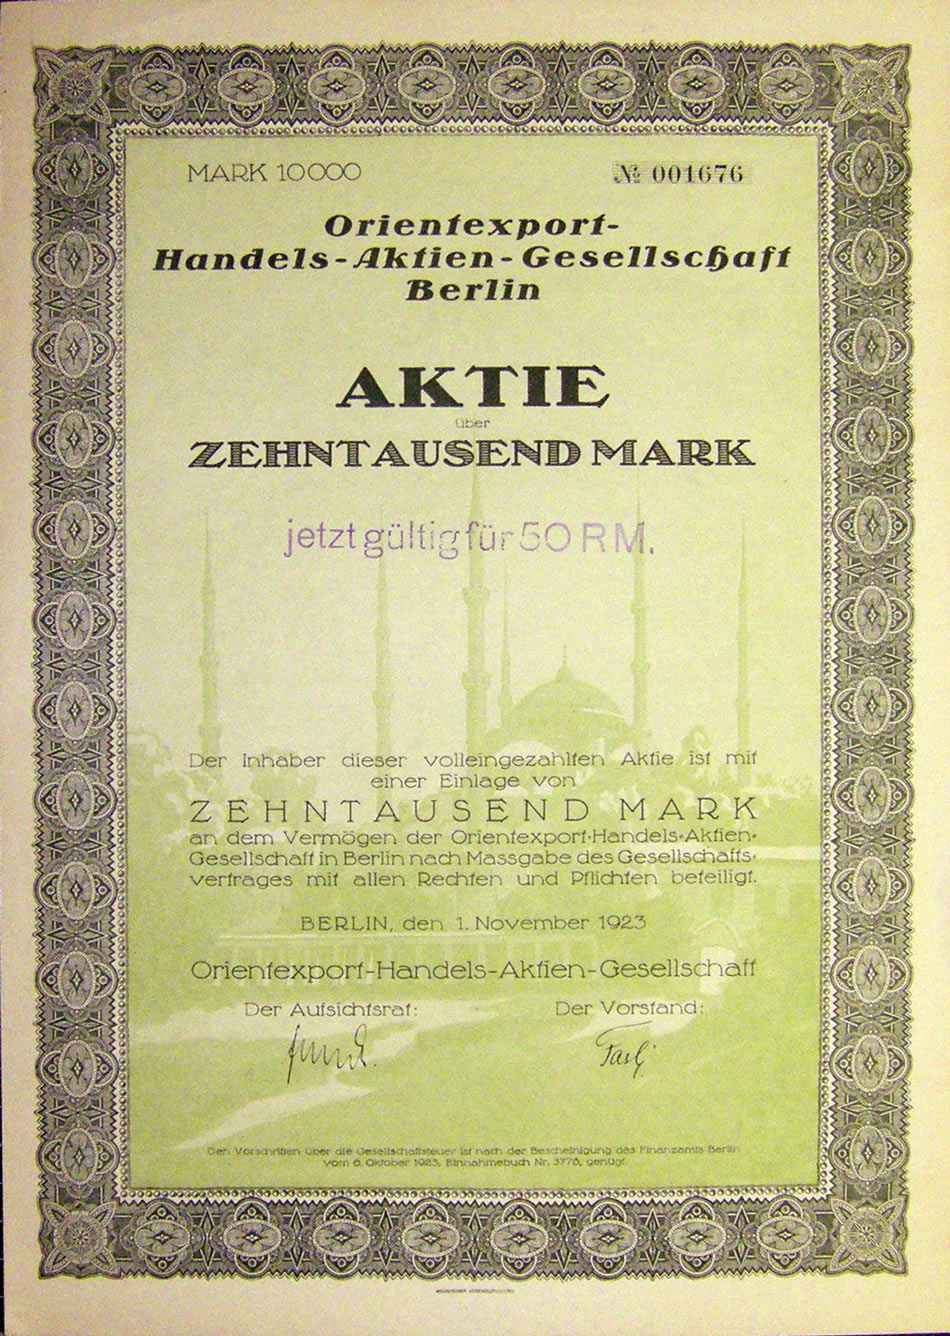 MARK 10000
№ 001676
Orientexport-
Handels-Aktien-Gesellschaft
Berlin
AKTIE
über
ZEHNTAUSEND MARK
jetzt gültig für 50 RM.
Der Inhaber dieser volleingezahlten Aktie ist mit
einer Einlage von
ZEHNTAUSEND MARK
an dem Vermögen der Orientexport-Handels-Aktien-
Gesellschaft in Berlin nach Massgabe des Gesellschafts-
vertrages mit allen Rechten und Pflichten beteiligt.
BERLIN, den 1. November 1923
Orientexport-Handels-Aktien-Gesellschaft
Der Aufsichtsrat:
Der Vorstand:
Den Vorschriften über die Gesellschaftsteuer ist nach der Bescheinigung des Finanzamts Berlin
vom 6. Oktober 1923, Einnahmebuch Nr. 3776, genügt.